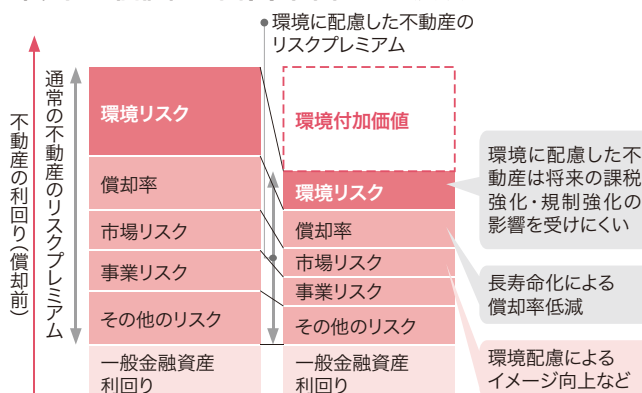 環境に配慮した不動産の
リスクプレミアム
不動産の利回り(償却前)
通常の不動産のリスクプレミアム
環境リスク
償却率
市場リスク
事業リスク
その他のリスク
一般金融資産
利回り
環境付加価値
環境リスク
償却率
市場リスク
事業リスク
その他のリスク
一般金融資産
利回り
環境に配慮した不
動産は将来の課税
強化・規制強化の
影響を受けにくい
長寿命化による
償却率低減
環境配慮による
イメージ向上など